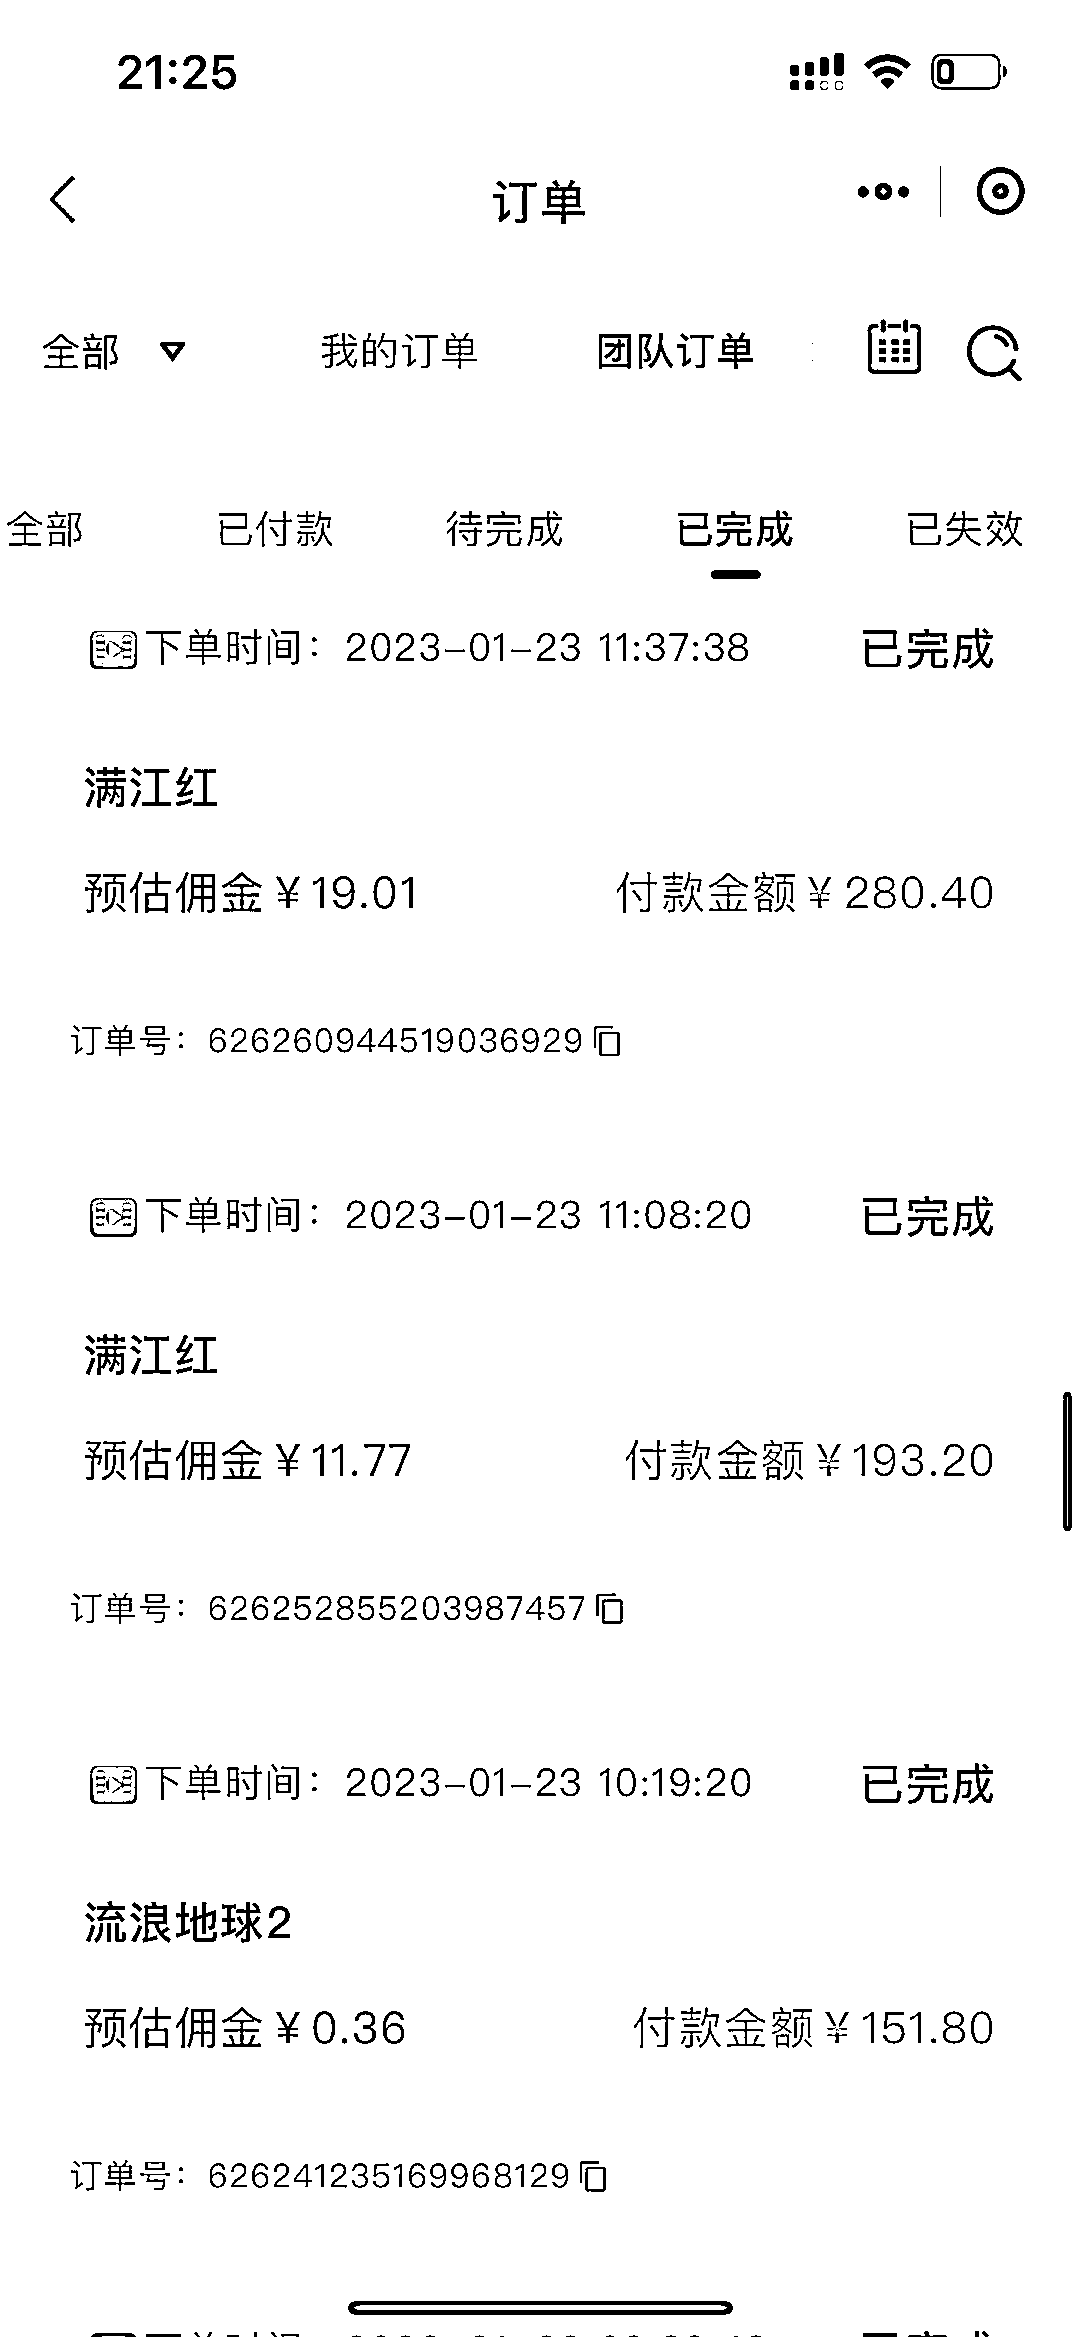 21:25
订单
全部 我的订单 团队订单
全部 已付款 待完成 已完成 已失效
下单时间：2023-01-23 11:37:38 已完成
满江红
预估佣金¥19.01 付款金额¥280.40
订单号：626260944519036929
下单时间：2023-01-23 11:08:20 已完成
满江红
预估佣金¥11.77 付款金额¥193.20
订单号：626252855203987457
下单时间：2023-01-23 10:19:20 已完成
流浪地球2
预估佣金¥0.36 付款金额¥151.80
订单号：626241235169968129